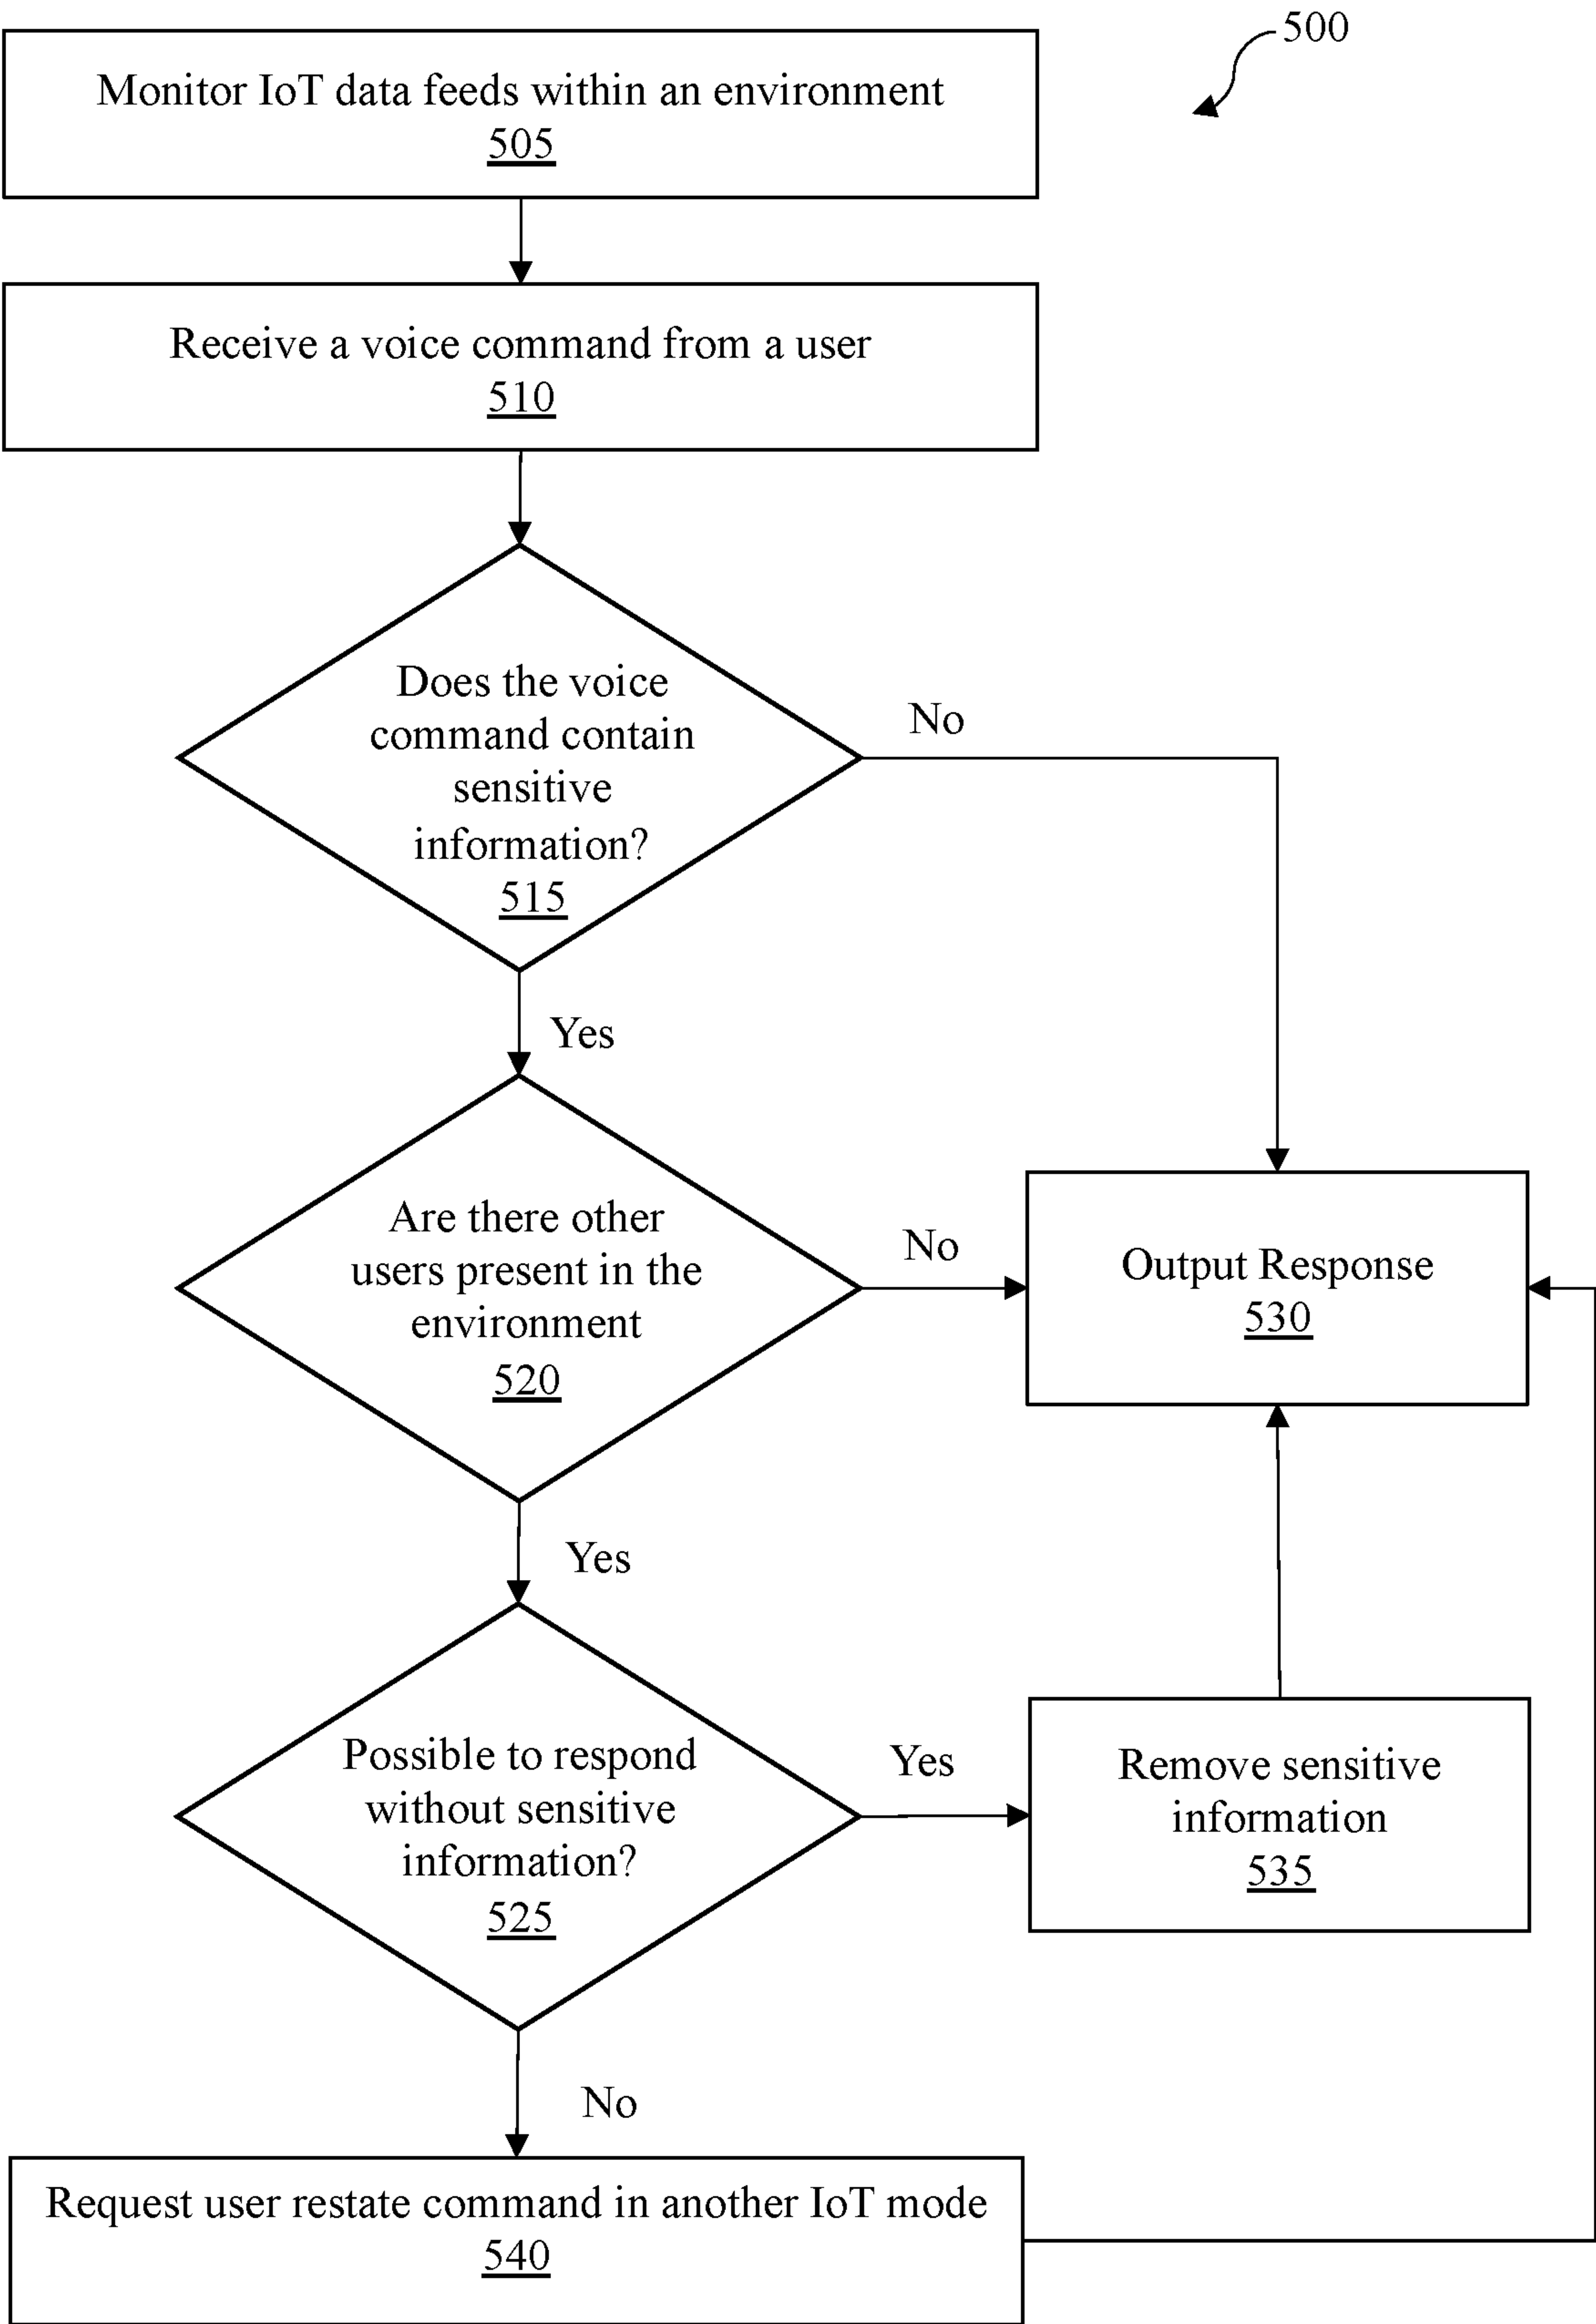 500
Monitor IoT data feeds within an environment
505
Receive a voice command from a user
510
Does the voice
command contain
sensitive
information?
515
No
Yes
Are there other
users present in the
environment
520
No
Output Response
530
Yes
Possible to respond
without sensitive
information?
525
Yes
Remove sensitive
information
535
No
Request user restate command in another IoT mode
540